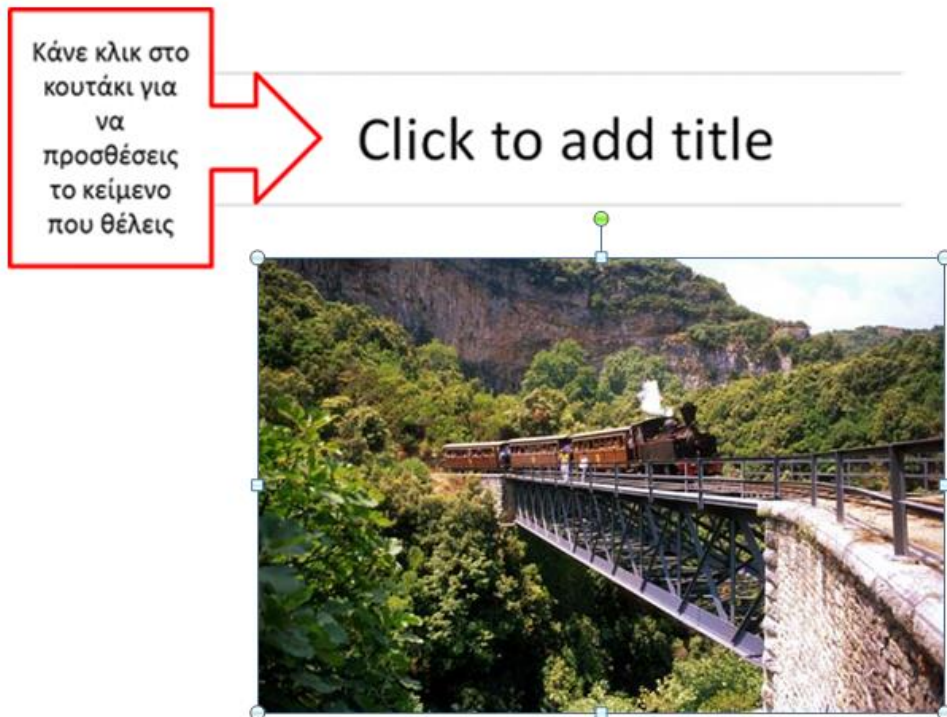 Κάνε κλικ στο
κουτάκι για
να
προσθέσεις
το κείμενο
που θέλεις
Click to add title